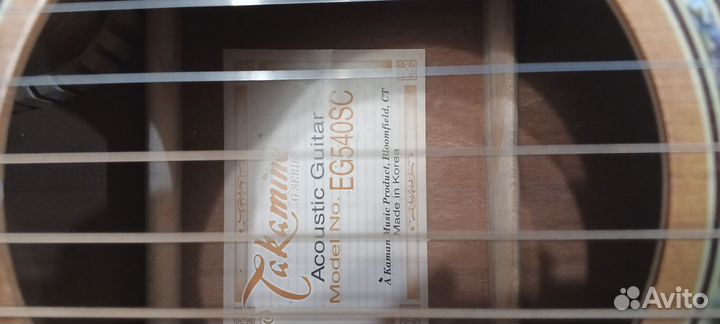 Takamine
G SERIES
Acoustic Guitar
Model No. EG540SC
A Kaman Music Product, Bloomfield, CT
Made in Korea
Avito